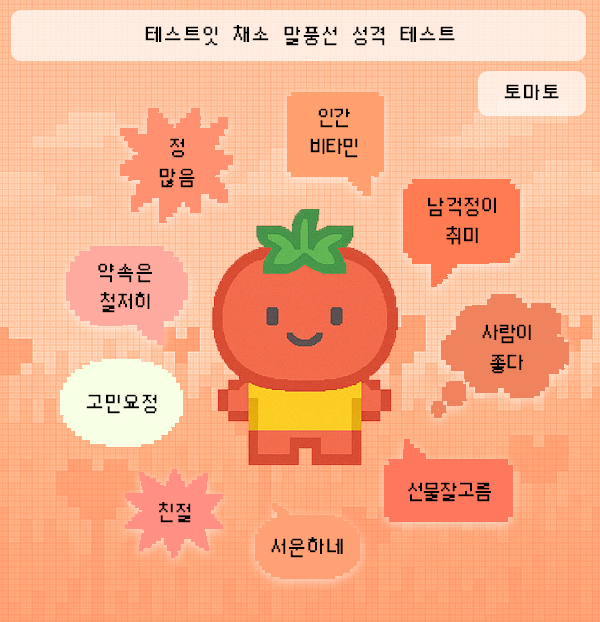 테스트잇 채소 말풍선 성격 테스트
토마토
인간
비타민
정
많음
남걱정이
취미
약속은
철저히
사람이
좋다
고민요정
선물잘고름
친절
서운하네